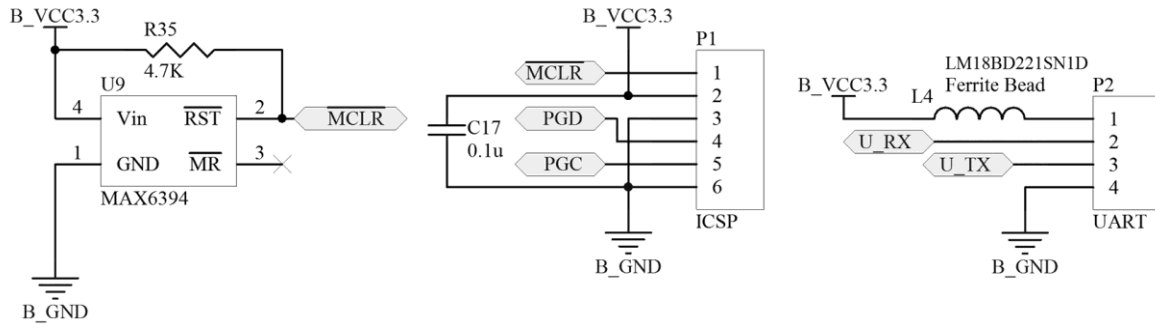 B_VCC3.3
R35
4.7K
U9
4 Vin RST 2
MCLR
1 GND MR 3
MAX6394
B_GND
B_VCC3.3
P1
MCLR 1
2
3
PGD 4
PGC 5
6
C17
0.1u
ICSP
B_GND
LM18BD221SN1D
Ferrite Bead
B_VCC3.3
L4
P2
1
U_RX 2
U_TX 3
4
UART
B_GND